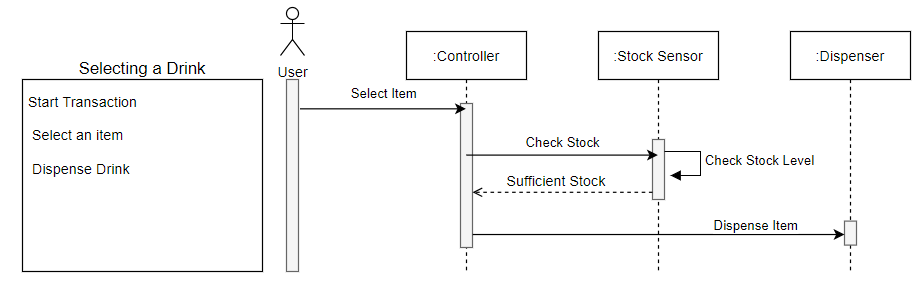 Selecting a Drink
Start Transaction
Select an item
Dispense Drink
User
:Controller
:Stock Sensor
:Dispenser
Select Item
Check Stock
Check Stock Level
Sufficient Stock
Dispense Item